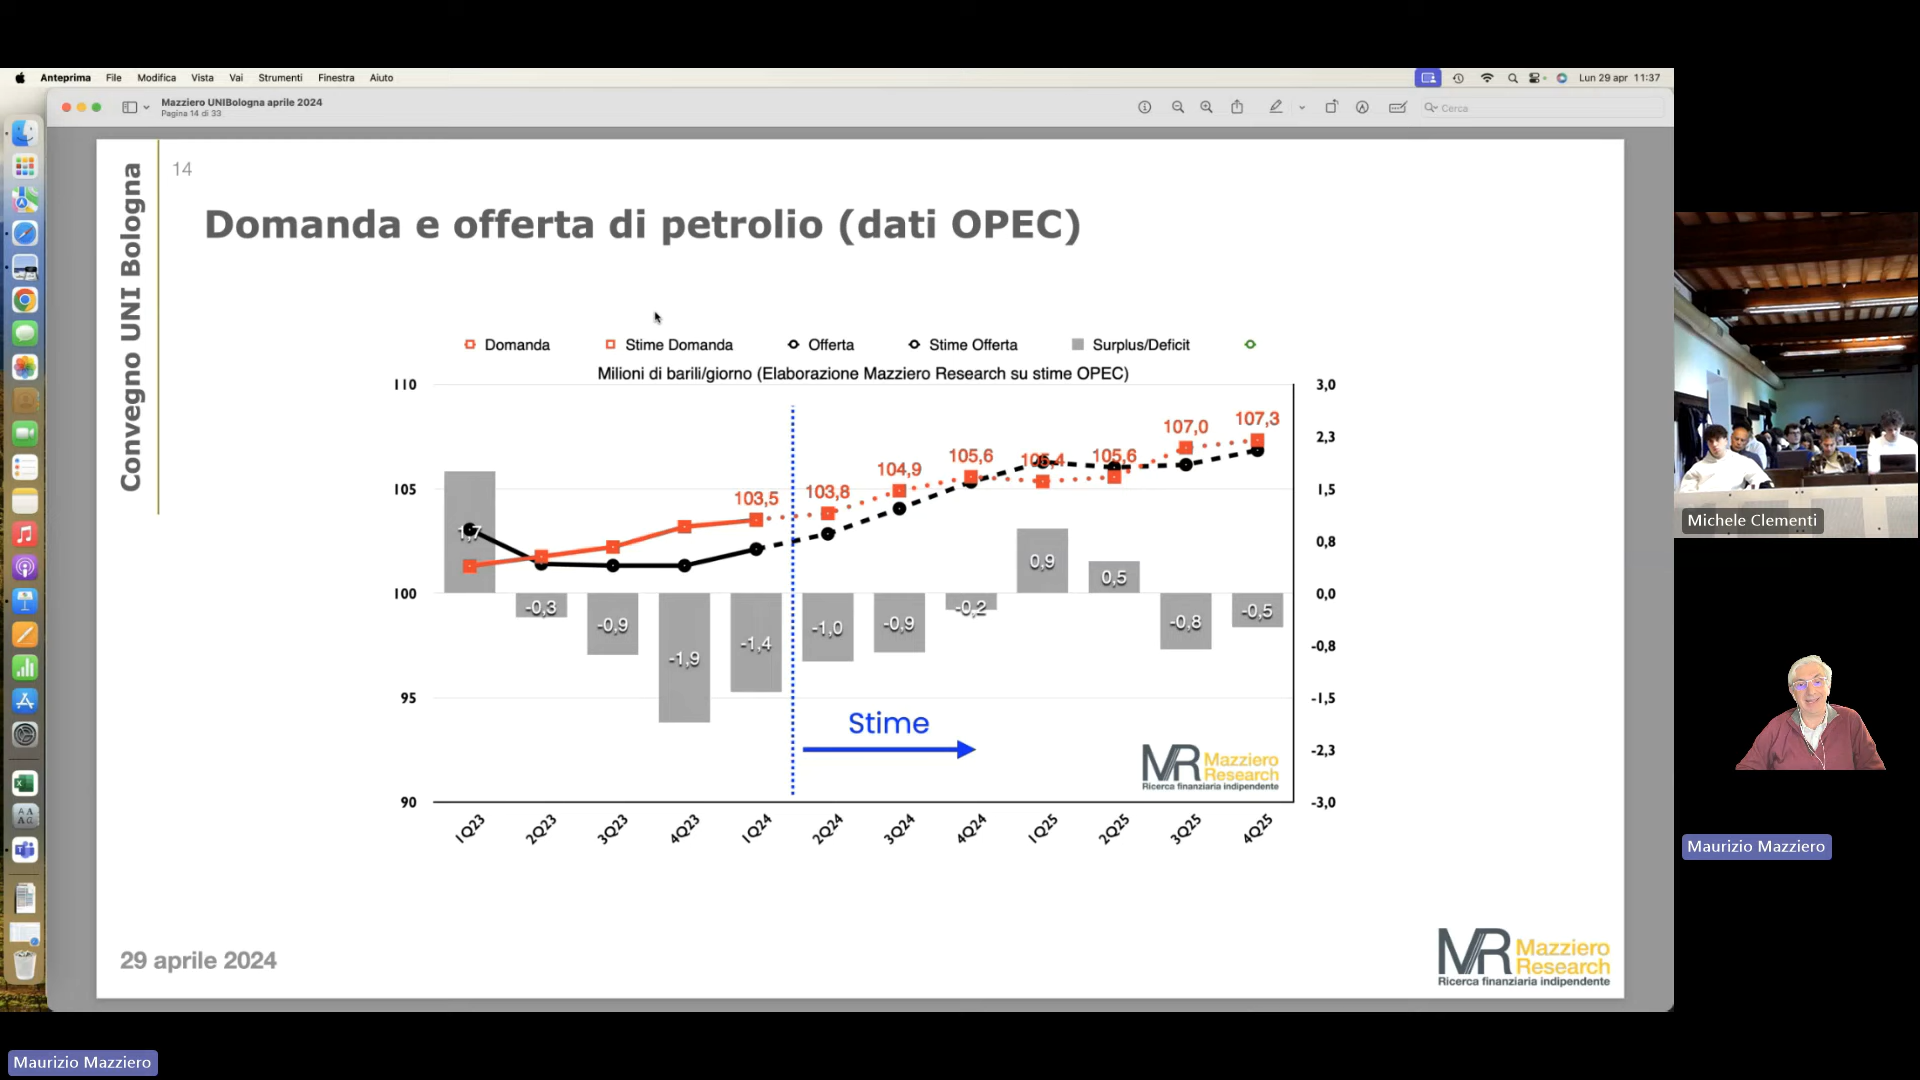 Anteprima File Modifica Vista Vai Strumenti Finestra Aiuto
Lun 29 apr 11:37
Mazziero UNIBologna aprile 2024
Pagina 14 di 33
Cerca
Convegno UNI Bologna
14
Domanda e offerta di petrolio (dati OPEC)
Domanda Stime Domanda Offerta Stime Offerta Surplus/Deficit
Milioni di barili/giorno (Elaborazione Mazziero Research su stime OPEC)
110
105
100
95
90
3,0
2,3
1,5
0,8
0,0
-0,8
-1,5
-2,3
-3,0
103,5
103,8
104,9
105,6
105,4
105,6
107,0
107,3
1,7
-0,3
-0,9
-1,9
-1,4
-1,0
-0,9
-0,2
0,9
0,5
-0,8
-0,5
Stime
MR Mazziero
Research
Ricerca finanziaria indipendente
1Q23 2Q23 3Q23 4Q23 1Q24 2Q24 3Q24 4Q24 1Q25 2Q25 3Q25 4Q25
29 aprile 2024
MR Mazziero
Research
Ricerca finanziaria indipendente
Michele Clementi
Maurizio Mazziero
Maurizio Mazziero